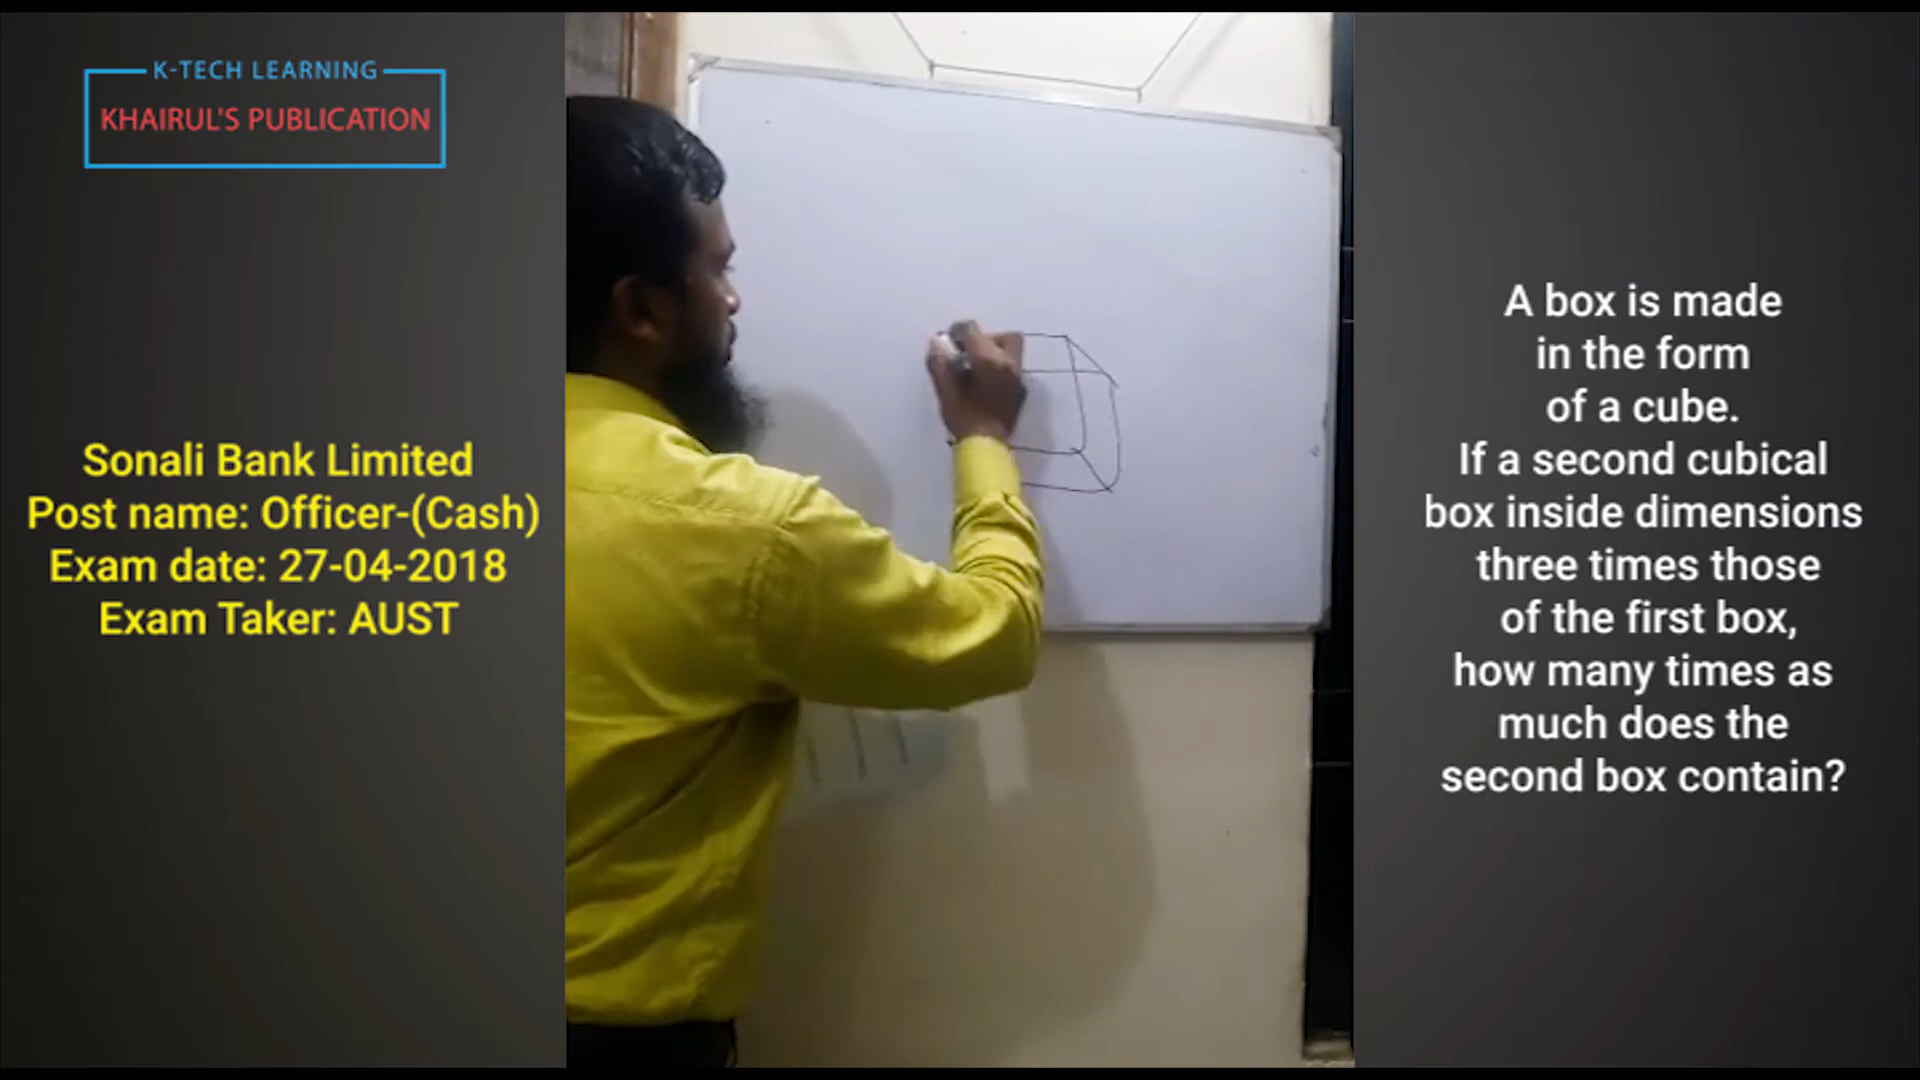 K-TECH LEARNING
KHAIRUL'S PUBLICATION
Sonali Bank Limited
Post name: Officer-(Cash)
Exam date: 27-04-2018
Exam Taker: AUST
A box is made
in the form
of a cube.
If a second cubical
box inside dimensions
three times those
of the first box,
how many times as
much does the
second box contain?